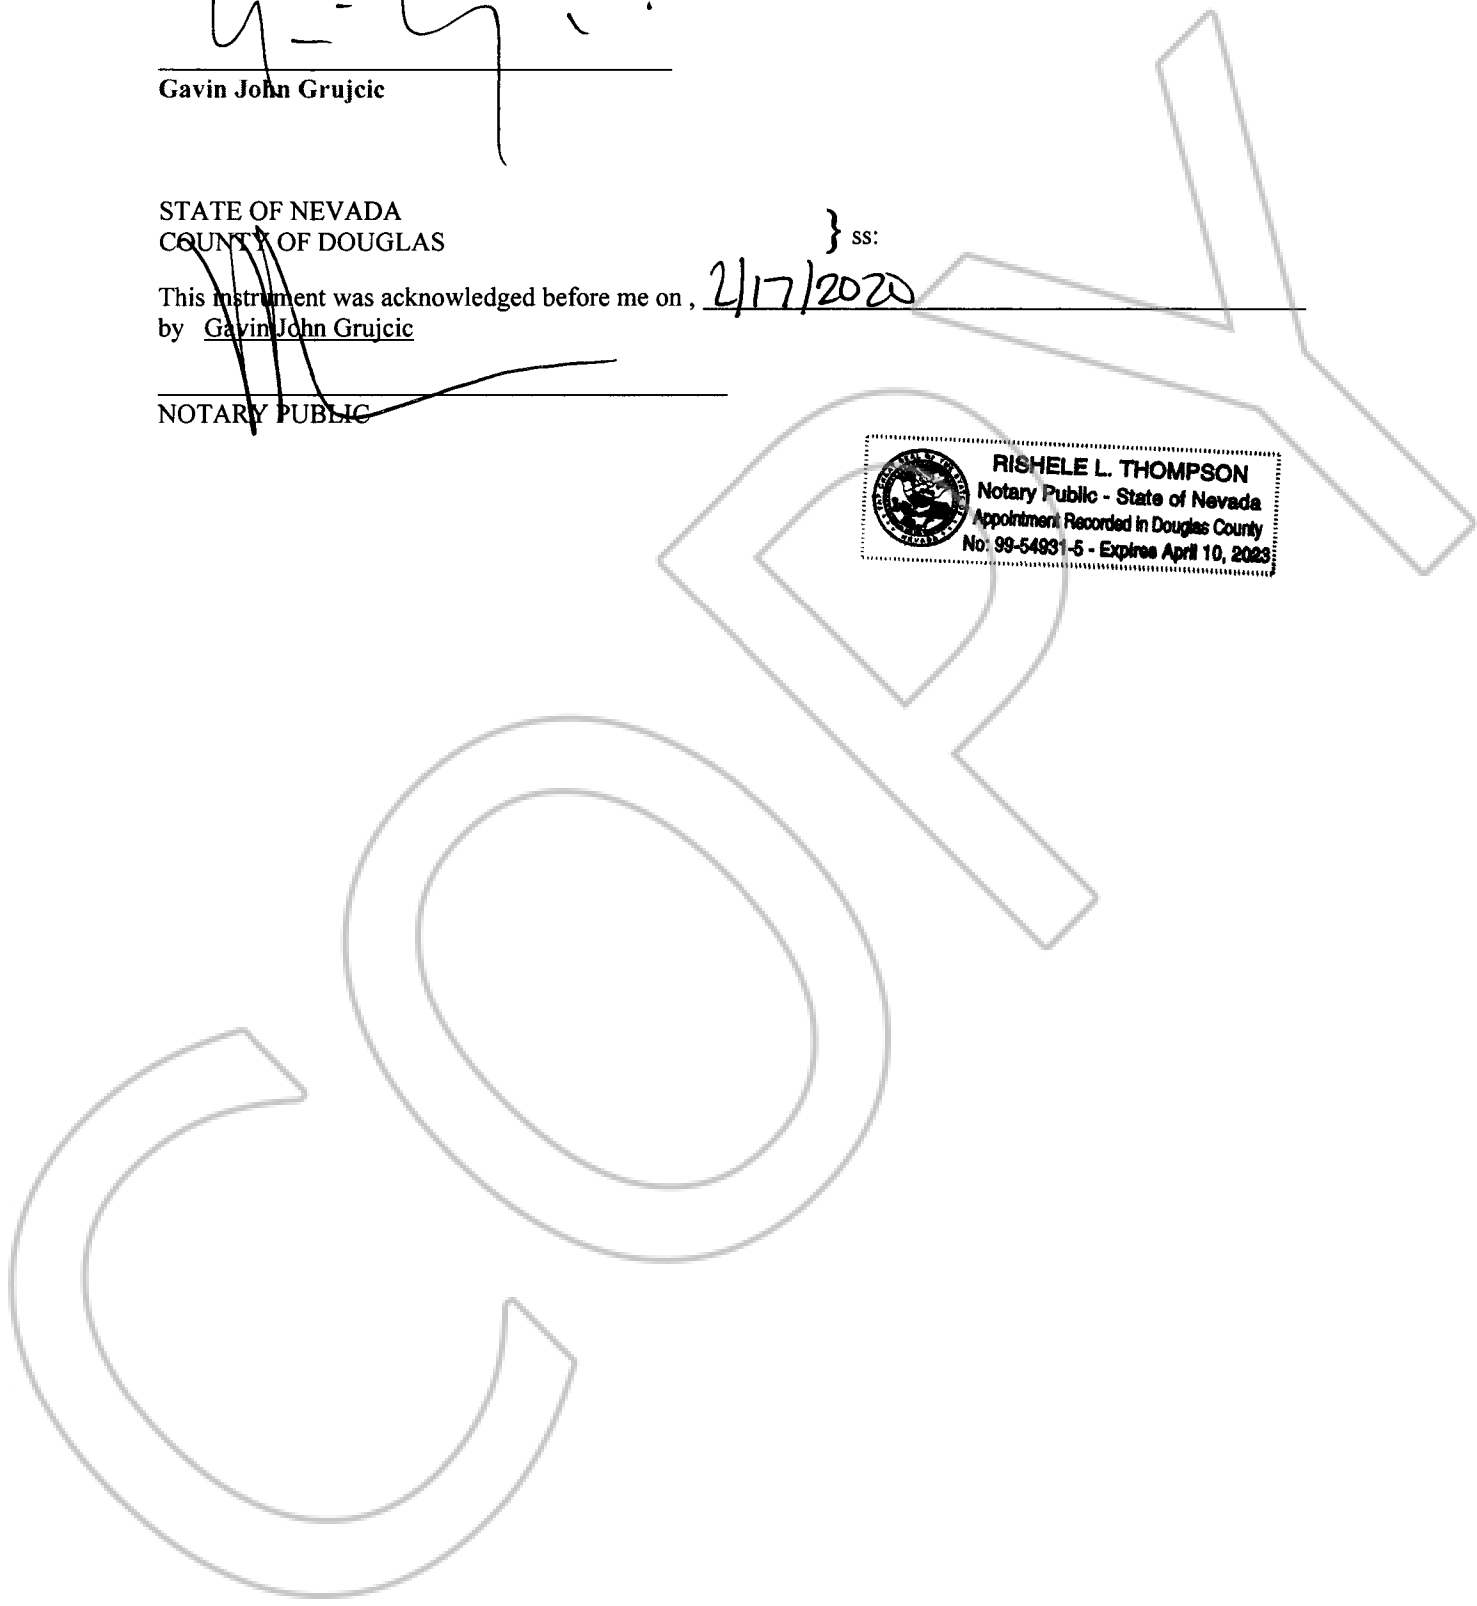 Gavin John Grujcic
STATE OF NEVADA
COUNTY OF DOUGLAS
} ss:
This instrument was acknowledged before me on , 2/17/2020
by Gavin John Grujcic
NOTARY PUBLIC
RISHELE L. THOMPSON
Notary Public - State of Nevada
Appointment Recorded in Douglas County
No: 99-54931-5 - Expires April 10, 2023
COPY